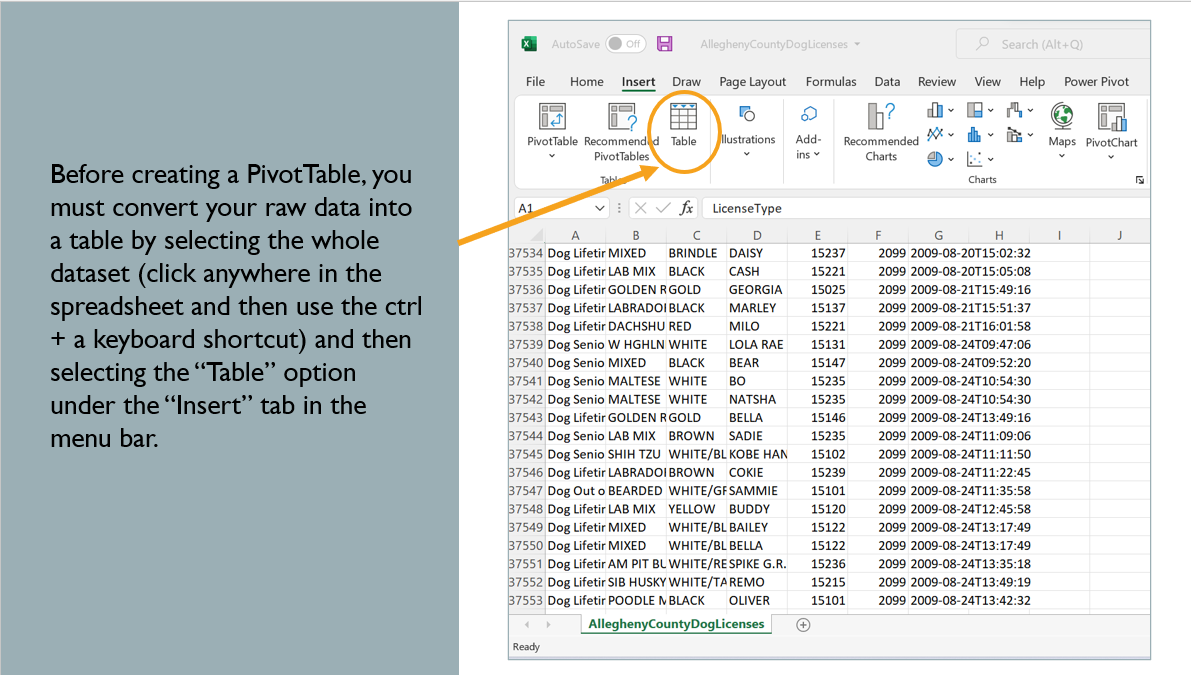 Before creating a PivotTable, you
must convert your raw data into
a table by selecting the whole
dataset (click anywhere in the
spreadsheet and then use the ctrl
+ a keyboard shortcut) and then
selecting the “Table” option
under the “Insert” tab in the
menu bar.
AutoSave Off AlleghenyCountyDogLicenses Search (Alt+Q)
File Home Insert Draw Page Layout Formulas Data Review View Help Power Pivot
PivotTable Recommended PivotTables Table Illustrations Add-ins Recommended Charts Maps PivotChart
Charts
A1 fx LicenseType
A B C D E F G H I J
37534 Dog Lifetir MIXED BRINDLE DAISY 15237 2099 2009-08-20T15:02:32
37535 Dog Lifetir LAB MIX BLACK CASH 15221 2099 2009-08-20T15:05:08
37536 Dog Lifetir GOLDEN R GOLD GEORGIA 15025 2099 2009-08-21T15:49:16
37537 Dog Lifetir LABRADOI BLACK MARLEY 15137 2099 2009-08-21T15:51:37
37538 Dog Lifetir DACHSHU RED MILO 15221 2099 2009-08-21T16:01:58
37539 Dog Senio W HGHLN WHITE LOLA RAE 15131 2099 2009-08-24T09:47:06
37540 Dog Senio MIXED BLACK BEAR 15147 2099 2009-08-24T09:52:20
37541 Dog Senio MALTESE WHITE BO 15235 2099 2009-08-24T10:54:30
37542 Dog Senio MALTESE WHITE NATSHA 15235 2099 2009-08-24T10:54:30
37543 Dog Lifetir GOLDEN R GOLD BELLA 15146 2099 2009-08-24T13:49:16
37544 Dog Senio LAB MIX BROWN SADIE 15235 2099 2009-08-24T11:09:06
37545 Dog Senio SHIH TZU WHITE/BL KOBE HAN 15102 2099 2009-08-24T11:11:50
37546 Dog Lifetir LABRADOI BROWN COKIE 15239 2099 2009-08-24T11:22:45
37547 Dog Out o BEARDED WHITE/GF SAMMIE 15101 2099 2009-08-24T11:35:58
37548 Dog Lifetir LAB MIX YELLOW BUDDY 15120 2099 2009-08-24T12:45:58
37549 Dog Lifetir MIXED WHITE/BL BAILEY 15122 2099 2009-08-24T13:17:49
37550 Dog Lifetir MIXED WHITE/BL BELLA 15122 2099 2009-08-24T13:17:49
37551 Dog Lifetir AM PIT BU WHITE/RE SPIKE G.R. 15236 2099 2009-08-24T13:35:18
37552 Dog Lifetir SIB HUSKY WHITE/TA REMO 15215 2099 2009-08-24T13:49:19
37553 Dog Lifetir POODLE M BLACK OLIVER 15101 2099 2009-08-24T13:42:32
AlleghenyCountyDogLicenses
Ready